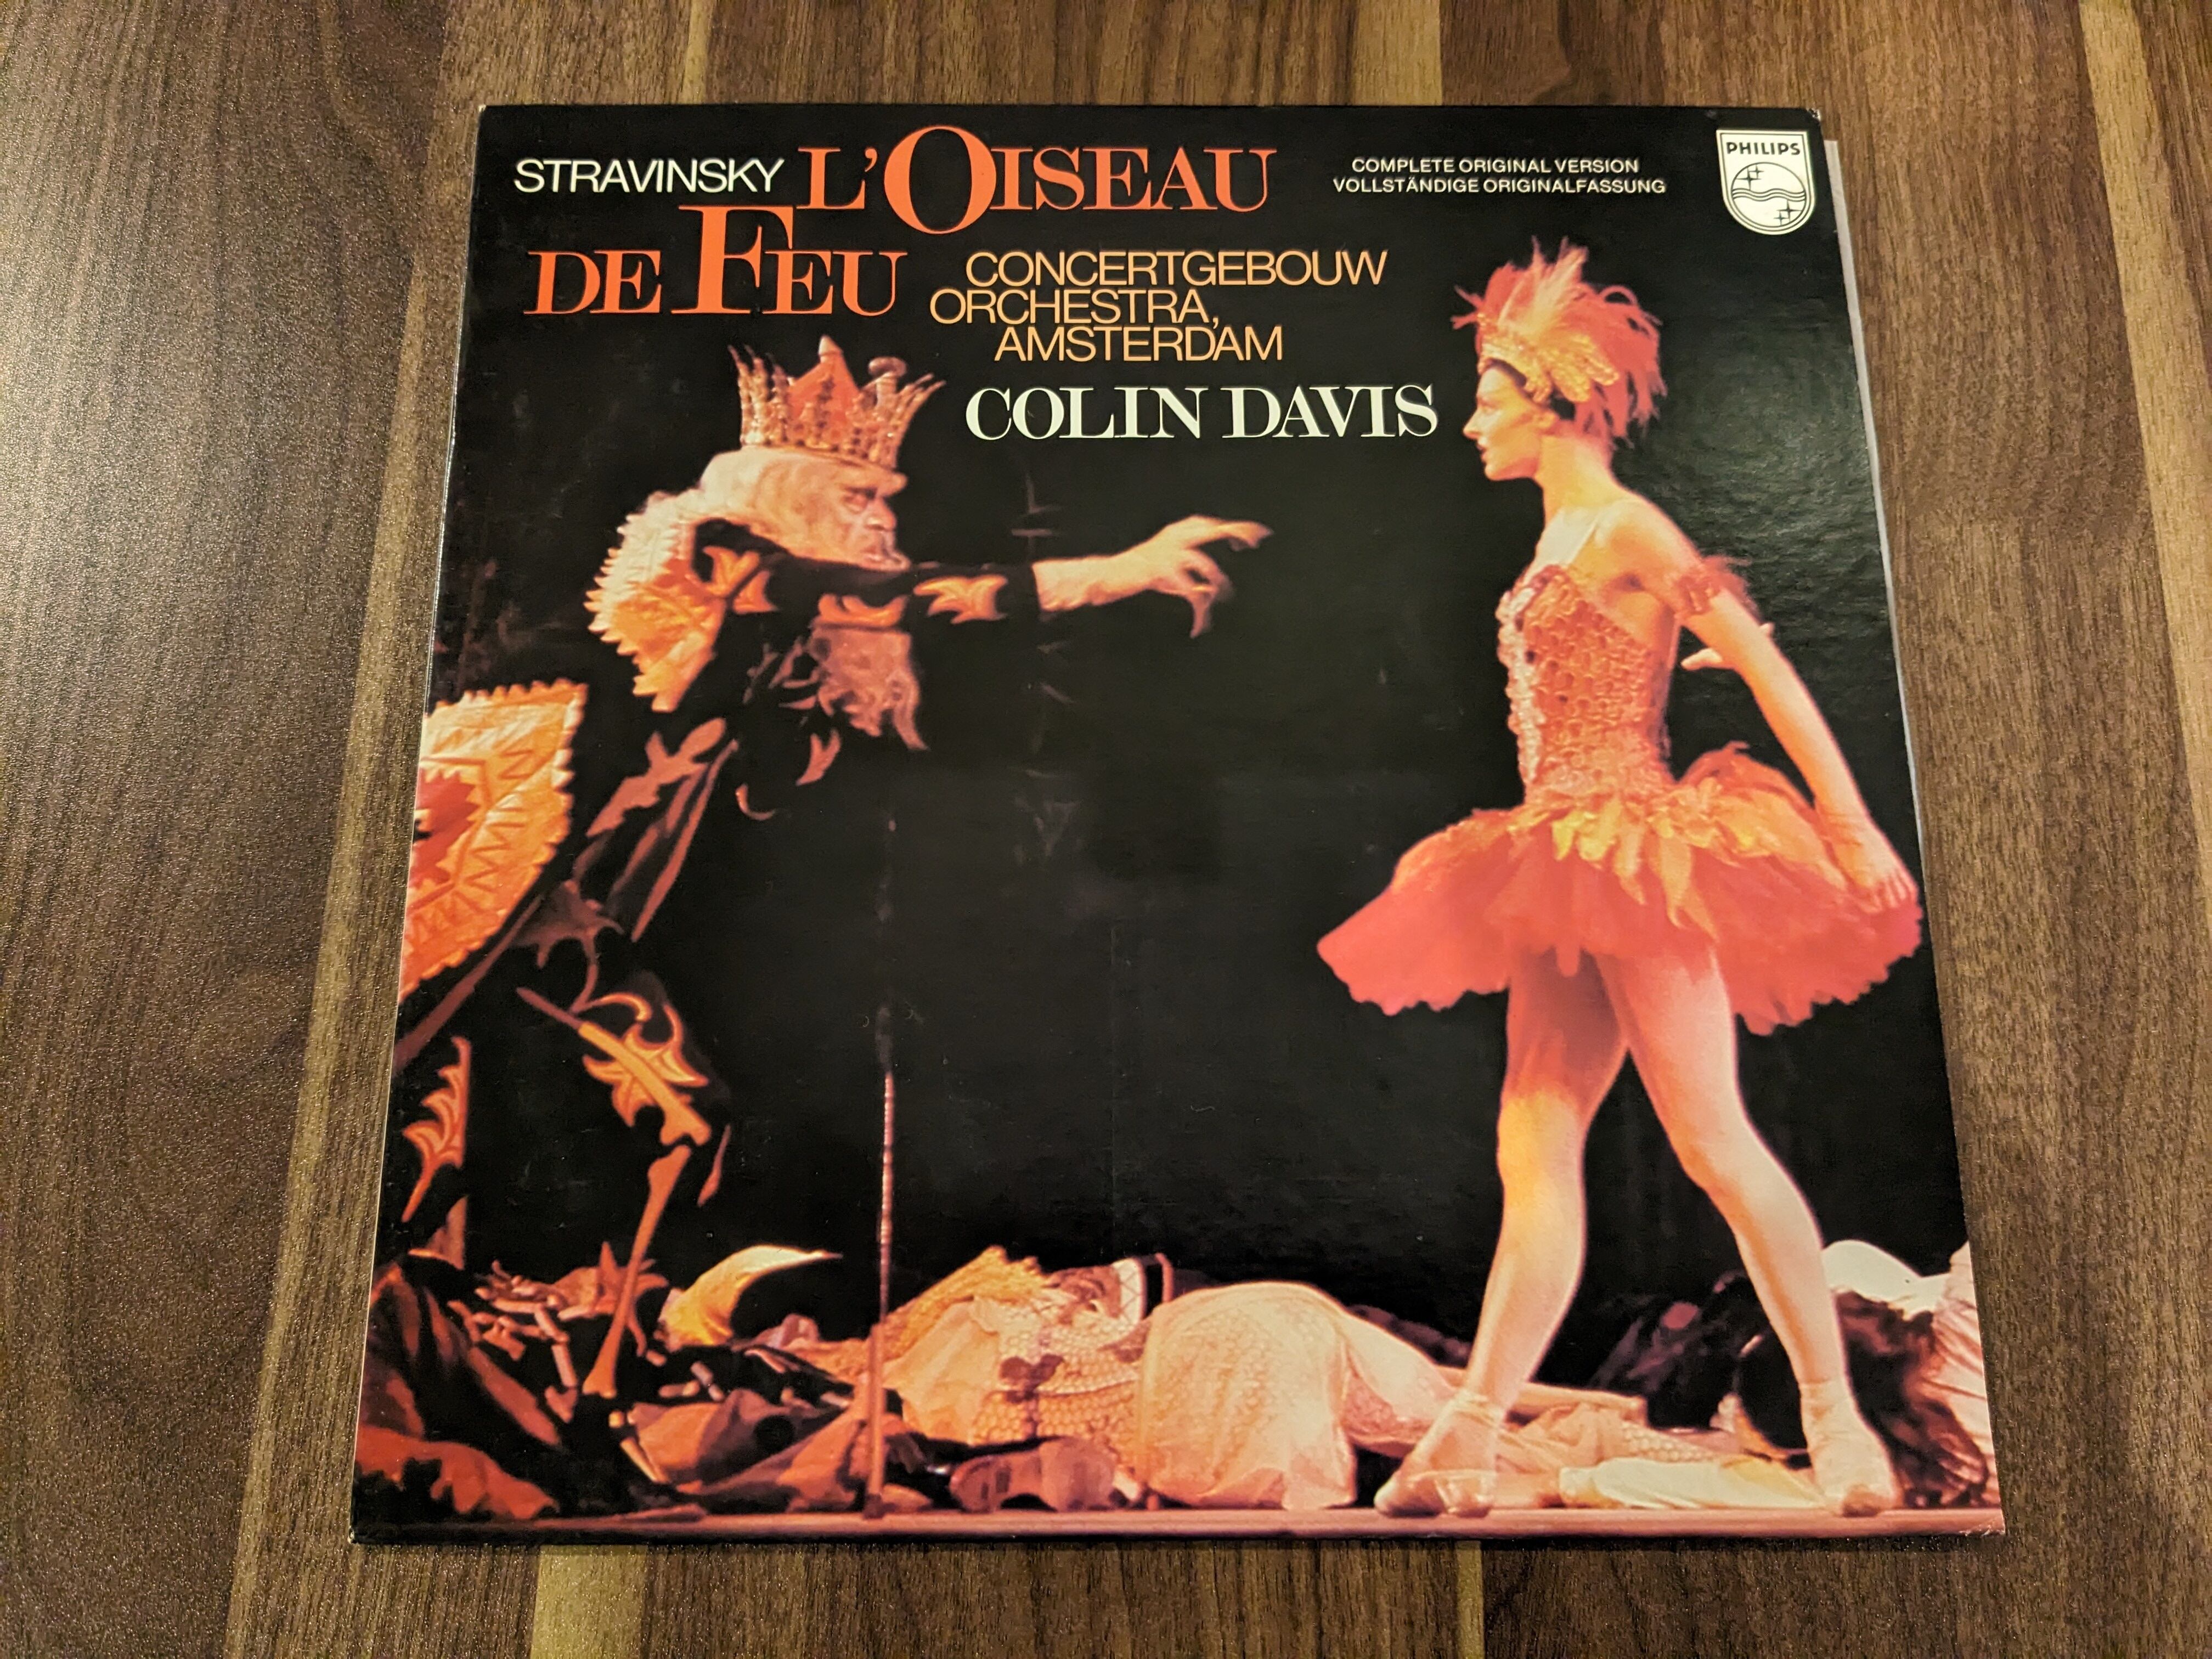 STRAVINSKY L'OISEAU
DE FEU
COMPLETE ORIGINAL VERSION
VOLLSTÄNDIGE ORIGINALFASSUNG
PHILIPS
CONCERTGEBOUW
ORCHESTRA,
AMSTERDAM
COLIN DAVIS